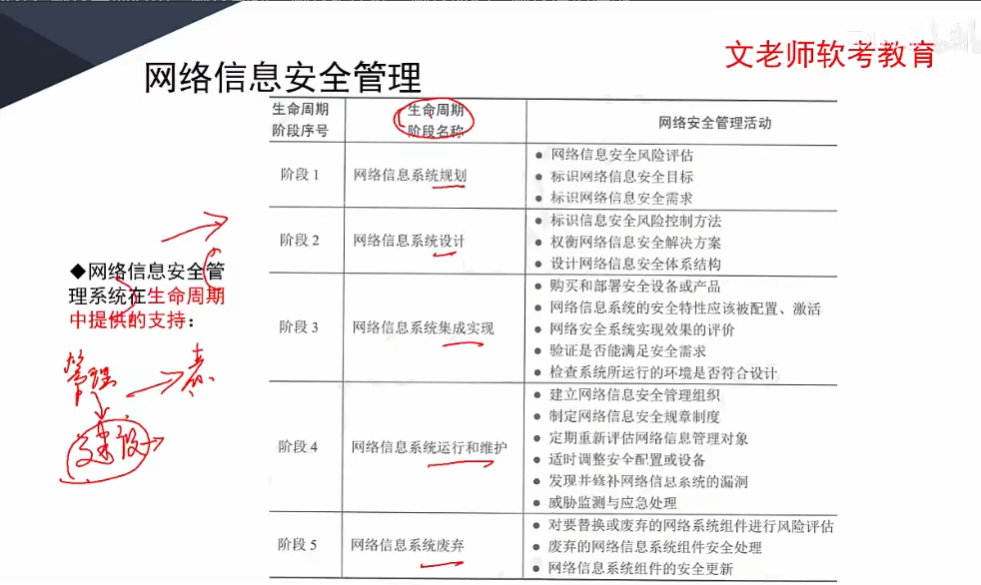 文老师软考教育
网络信息安全管理
◆网络信息安全管
理系统在生命周期
中提供的支持：
管理
建设
表
生命周期
阶段序号
生命周期
阶段名称
网络安全管理活动
阶段 1
网络信息系统规划
● 网络信息安全风险评估
● 标识网络信息安全目标
● 标识网络信息安全需求
阶段 2
网络信息系统设计
● 标识信息安全风险控制方法
● 权衡网络信息安全解决方案
● 设计网络信息安全体系结构
阶段 3
网络信息系统集成实现
● 购买和部署安全设备或产品
● 网络信息系统的安全特性应该被配置、激活
● 网络安全系统实现效果的评价
● 验证是否能满足安全需求
● 检查系统所运行的环境是否符合设计
阶段 4
网络信息系统运行和维护
● 建立网络信息安全管理组织
● 制定网络信息安全规章制度
● 定期重新评估网络信息管理对象
● 适时调整安全配置或设备
● 发现并修补网络信息系统的漏洞
● 威胁监测与应急处理
阶段 5
网络信息系统废弃
● 对要替换或废弃的网络系统组件进行风险评估
● 废弃的网络信息系统组件安全处理
● 网络信息系统组件的安全更新